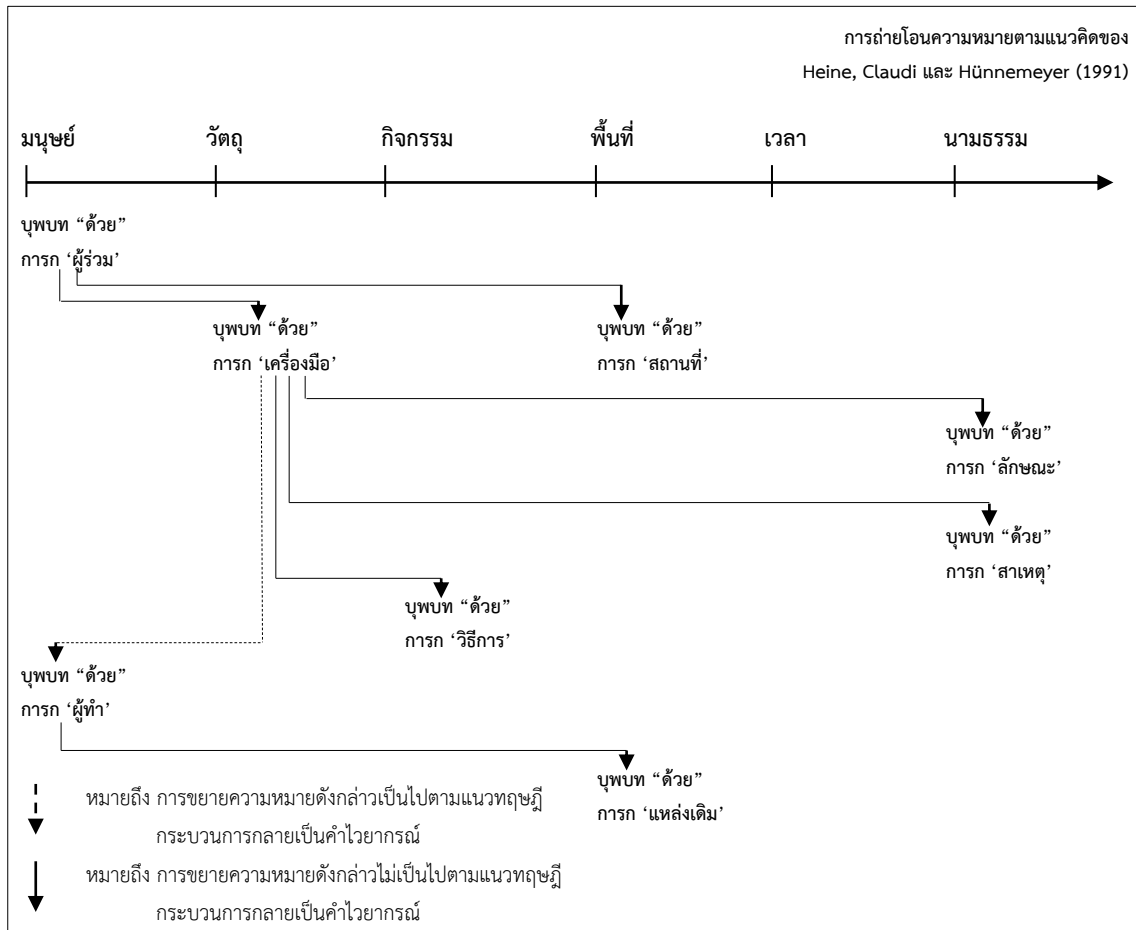 การถ่ายโอนความหมายตามแนวคิดของ
Heine, Claudi และ Hünnemeyer (1991)
มนุษย์ วัตถุ กิจกรรม พื้นที่ เวลา นามธรรม
บุพบท “ด้วย”
การก ‘ผู้ร่วม’
บุพบท “ด้วย”
การก ‘เครื่องมือ’
บุพบท “ด้วย”
การก ‘สถานที่’
บุพบท “ด้วย”
การก ‘ลักษณะ’
บุพบท “ด้วย”
การก ‘สาเหตุ’
บุพบท “ด้วย”
การก ‘วิธีการ’
บุพบท “ด้วย”
การก ‘ผู้ทำ’
บุพบท “ด้วย”
การก ‘แหล่งเดิม’
หมายถึง การขยายความหมายดังกล่าวเป็นไปตามแนวทฤษฎี
กระบวนการกลายเป็นคำไวยากรณ์
หมายถึง การขยายความหมายดังกล่าวไม่เป็นไปตามแนวทฤษฎี
กระบวนการกลายเป็นคำไวยากรณ์